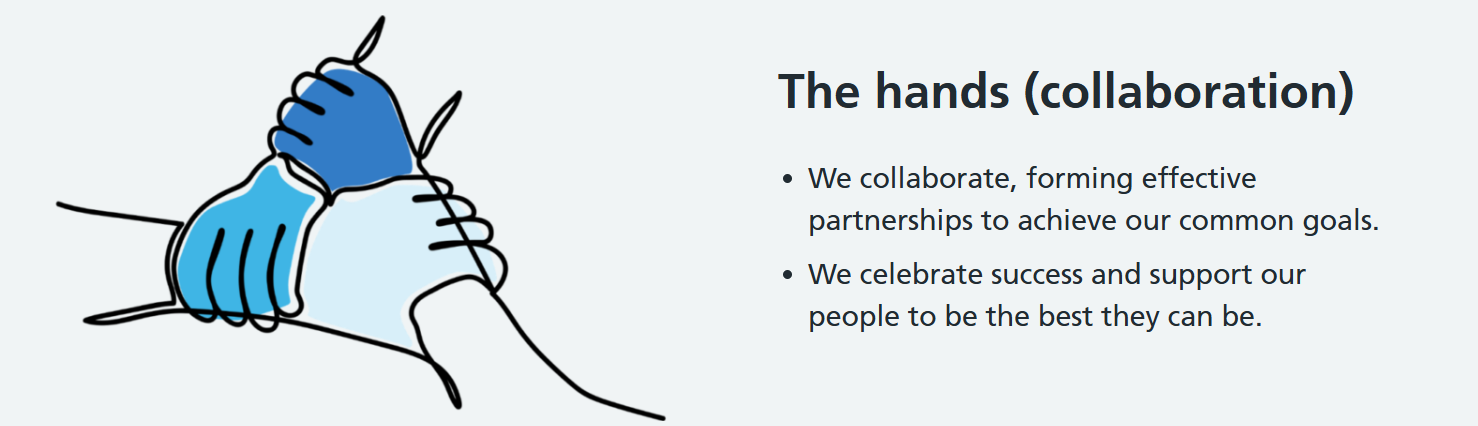 The hands (collaboration)
• We collaborate, forming effective
partnerships to achieve our common goals.
• We celebrate success and support our
people to be the best they can be.